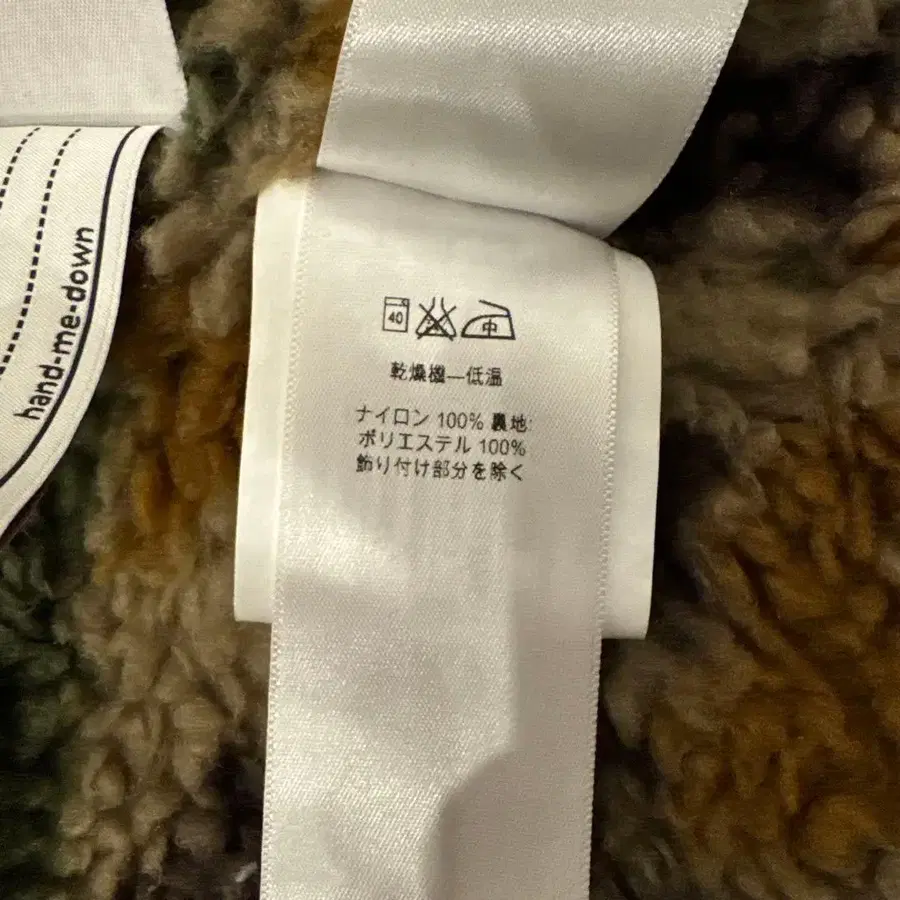 hand-me-down
40
中
乾燥機—低温
ナイロン 100% 裏地:
ポリエステル 100%
飾り付け部分を除く